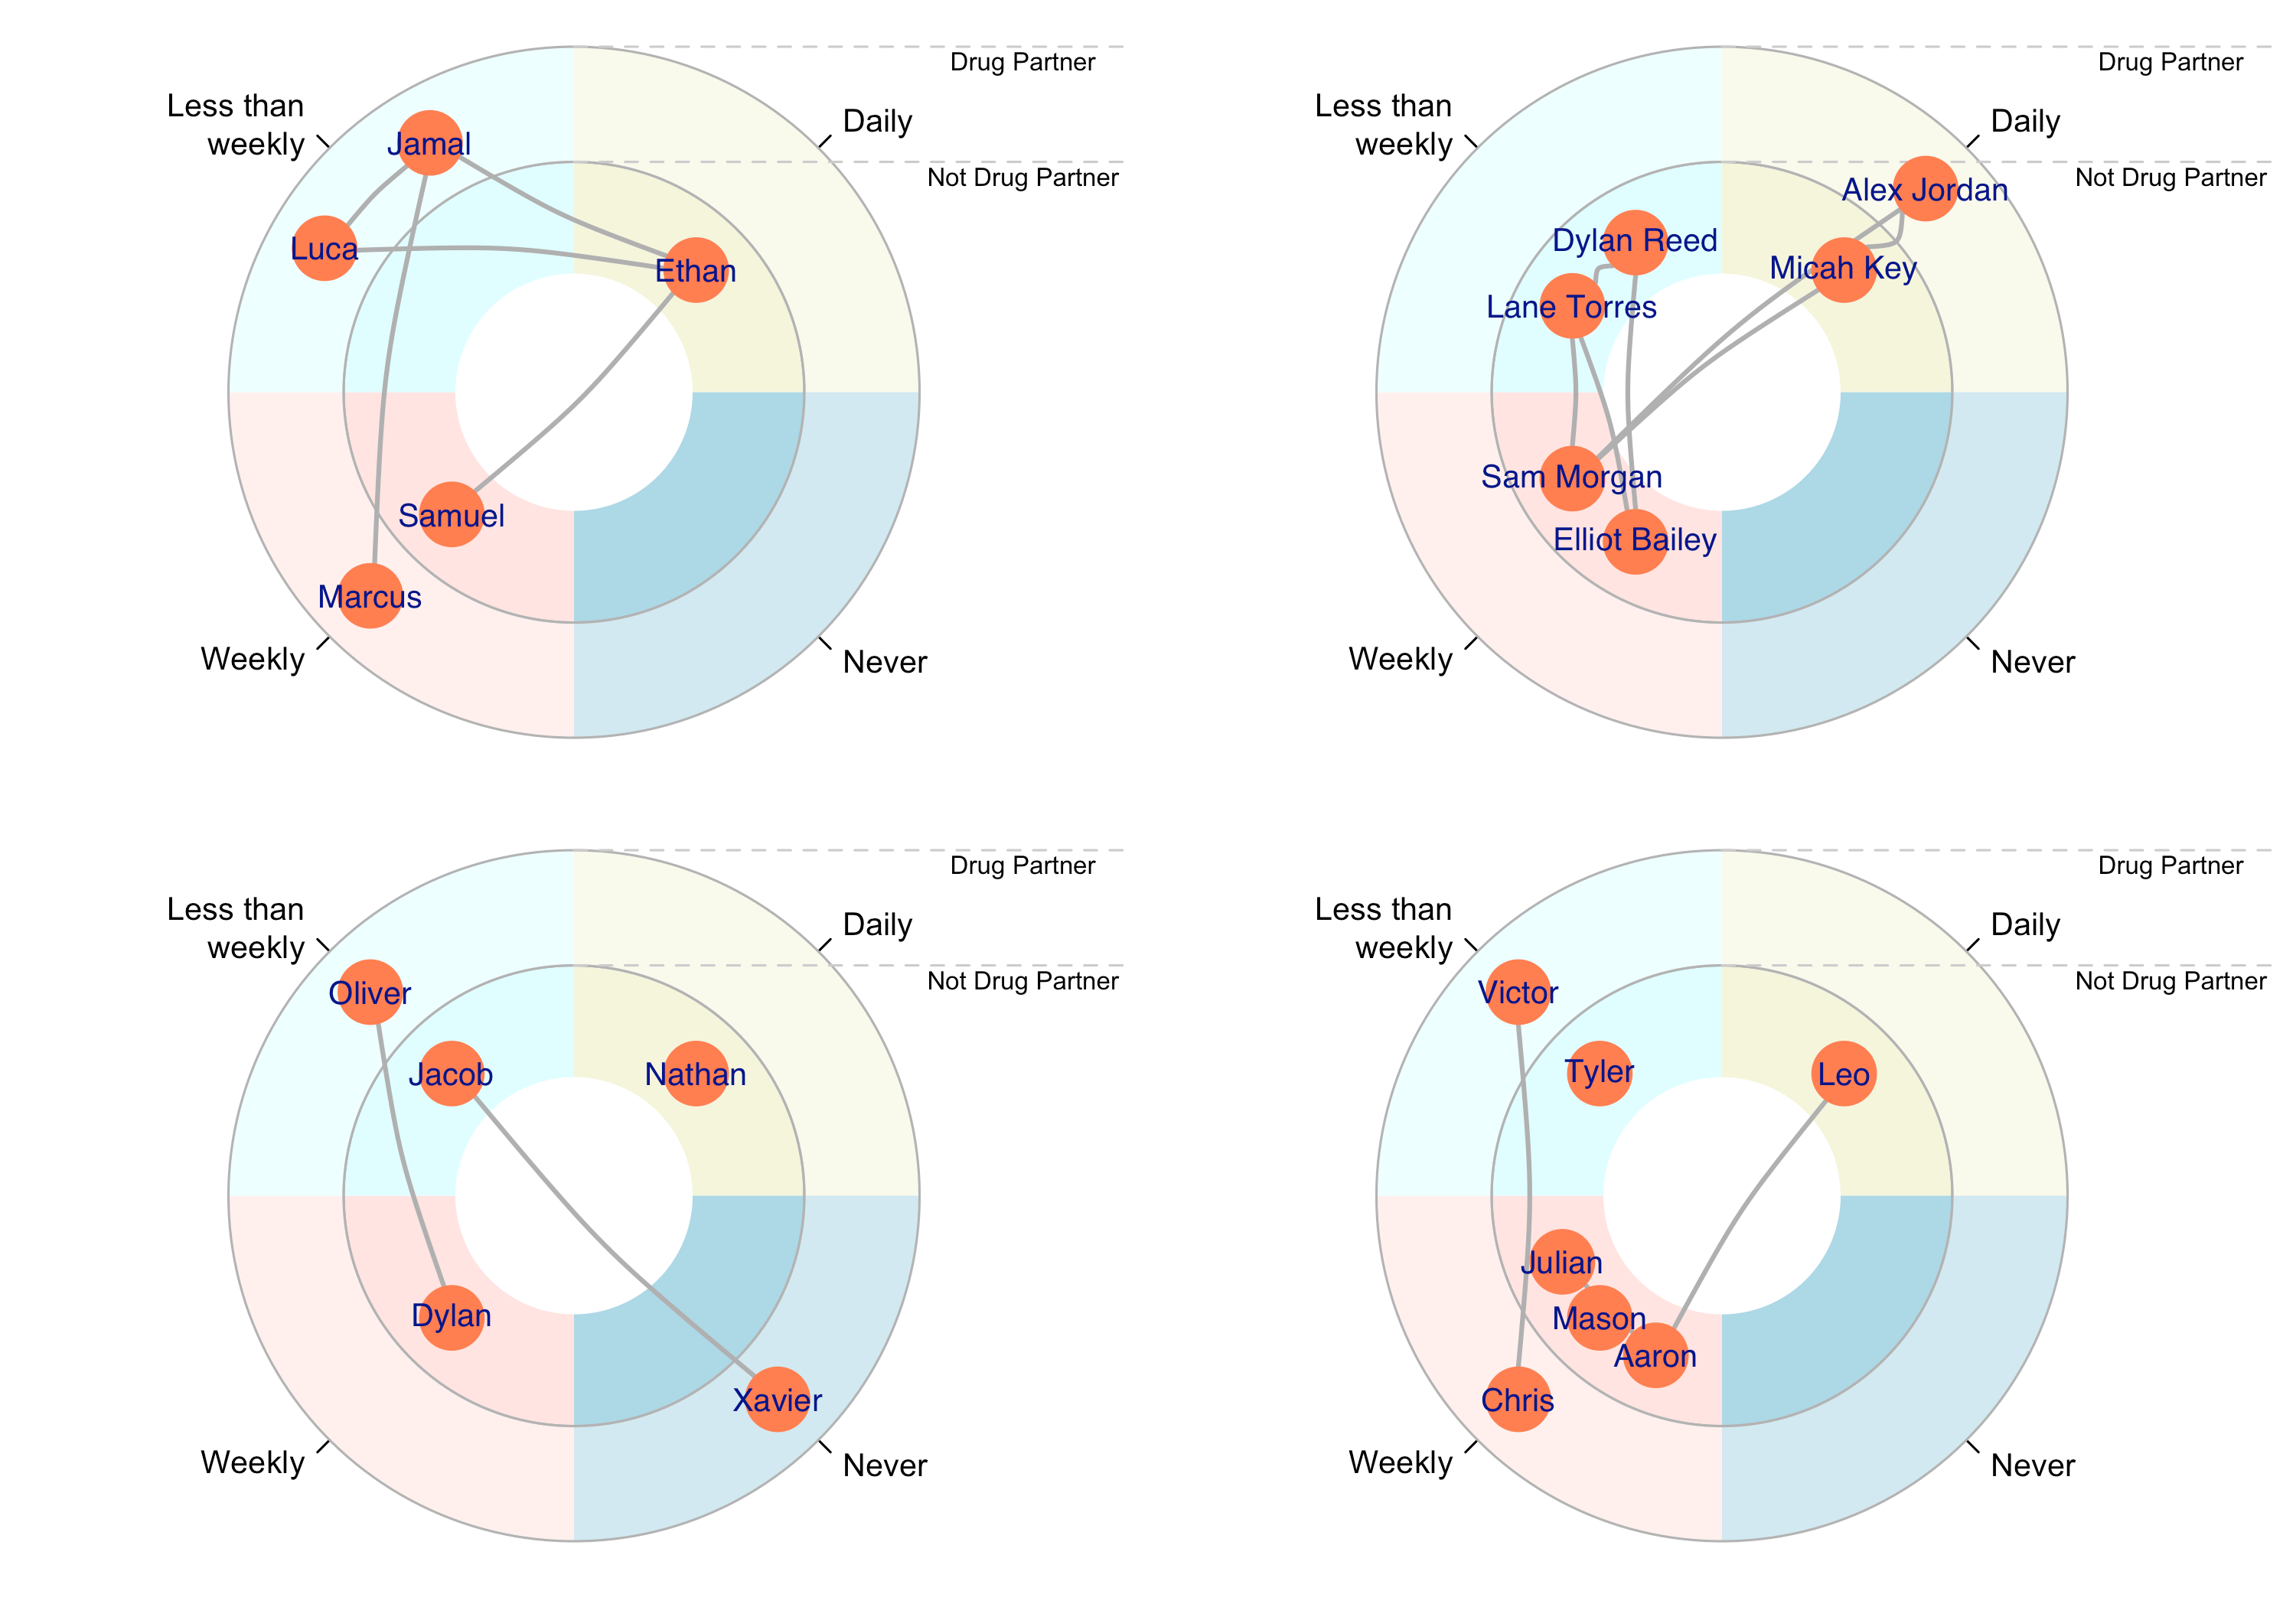 Drug Partner
Less than
weekly
Daily
Jamal
Not Drug Partner
Luca
Ethan
Samuel
Marcus
Weekly
Never
Drug Partner
Less than
weekly
Daily
Not Drug Partner
Alex Jordan
Dylan Reed
Micah Key
Lane Torres
Sam Morgan
Elliot Bailey
Weekly
Never
Drug Partner
Less than
weekly
Daily
Not Drug Partner
Oliver
Jacob
Nathan
Dylan
Xavier
Weekly
Never
Drug Partner
Less than
weekly
Daily
Not Drug Partner
Victor
Tyler
Leo
Julian
Mason
Aaron
Chris
Weekly
Never